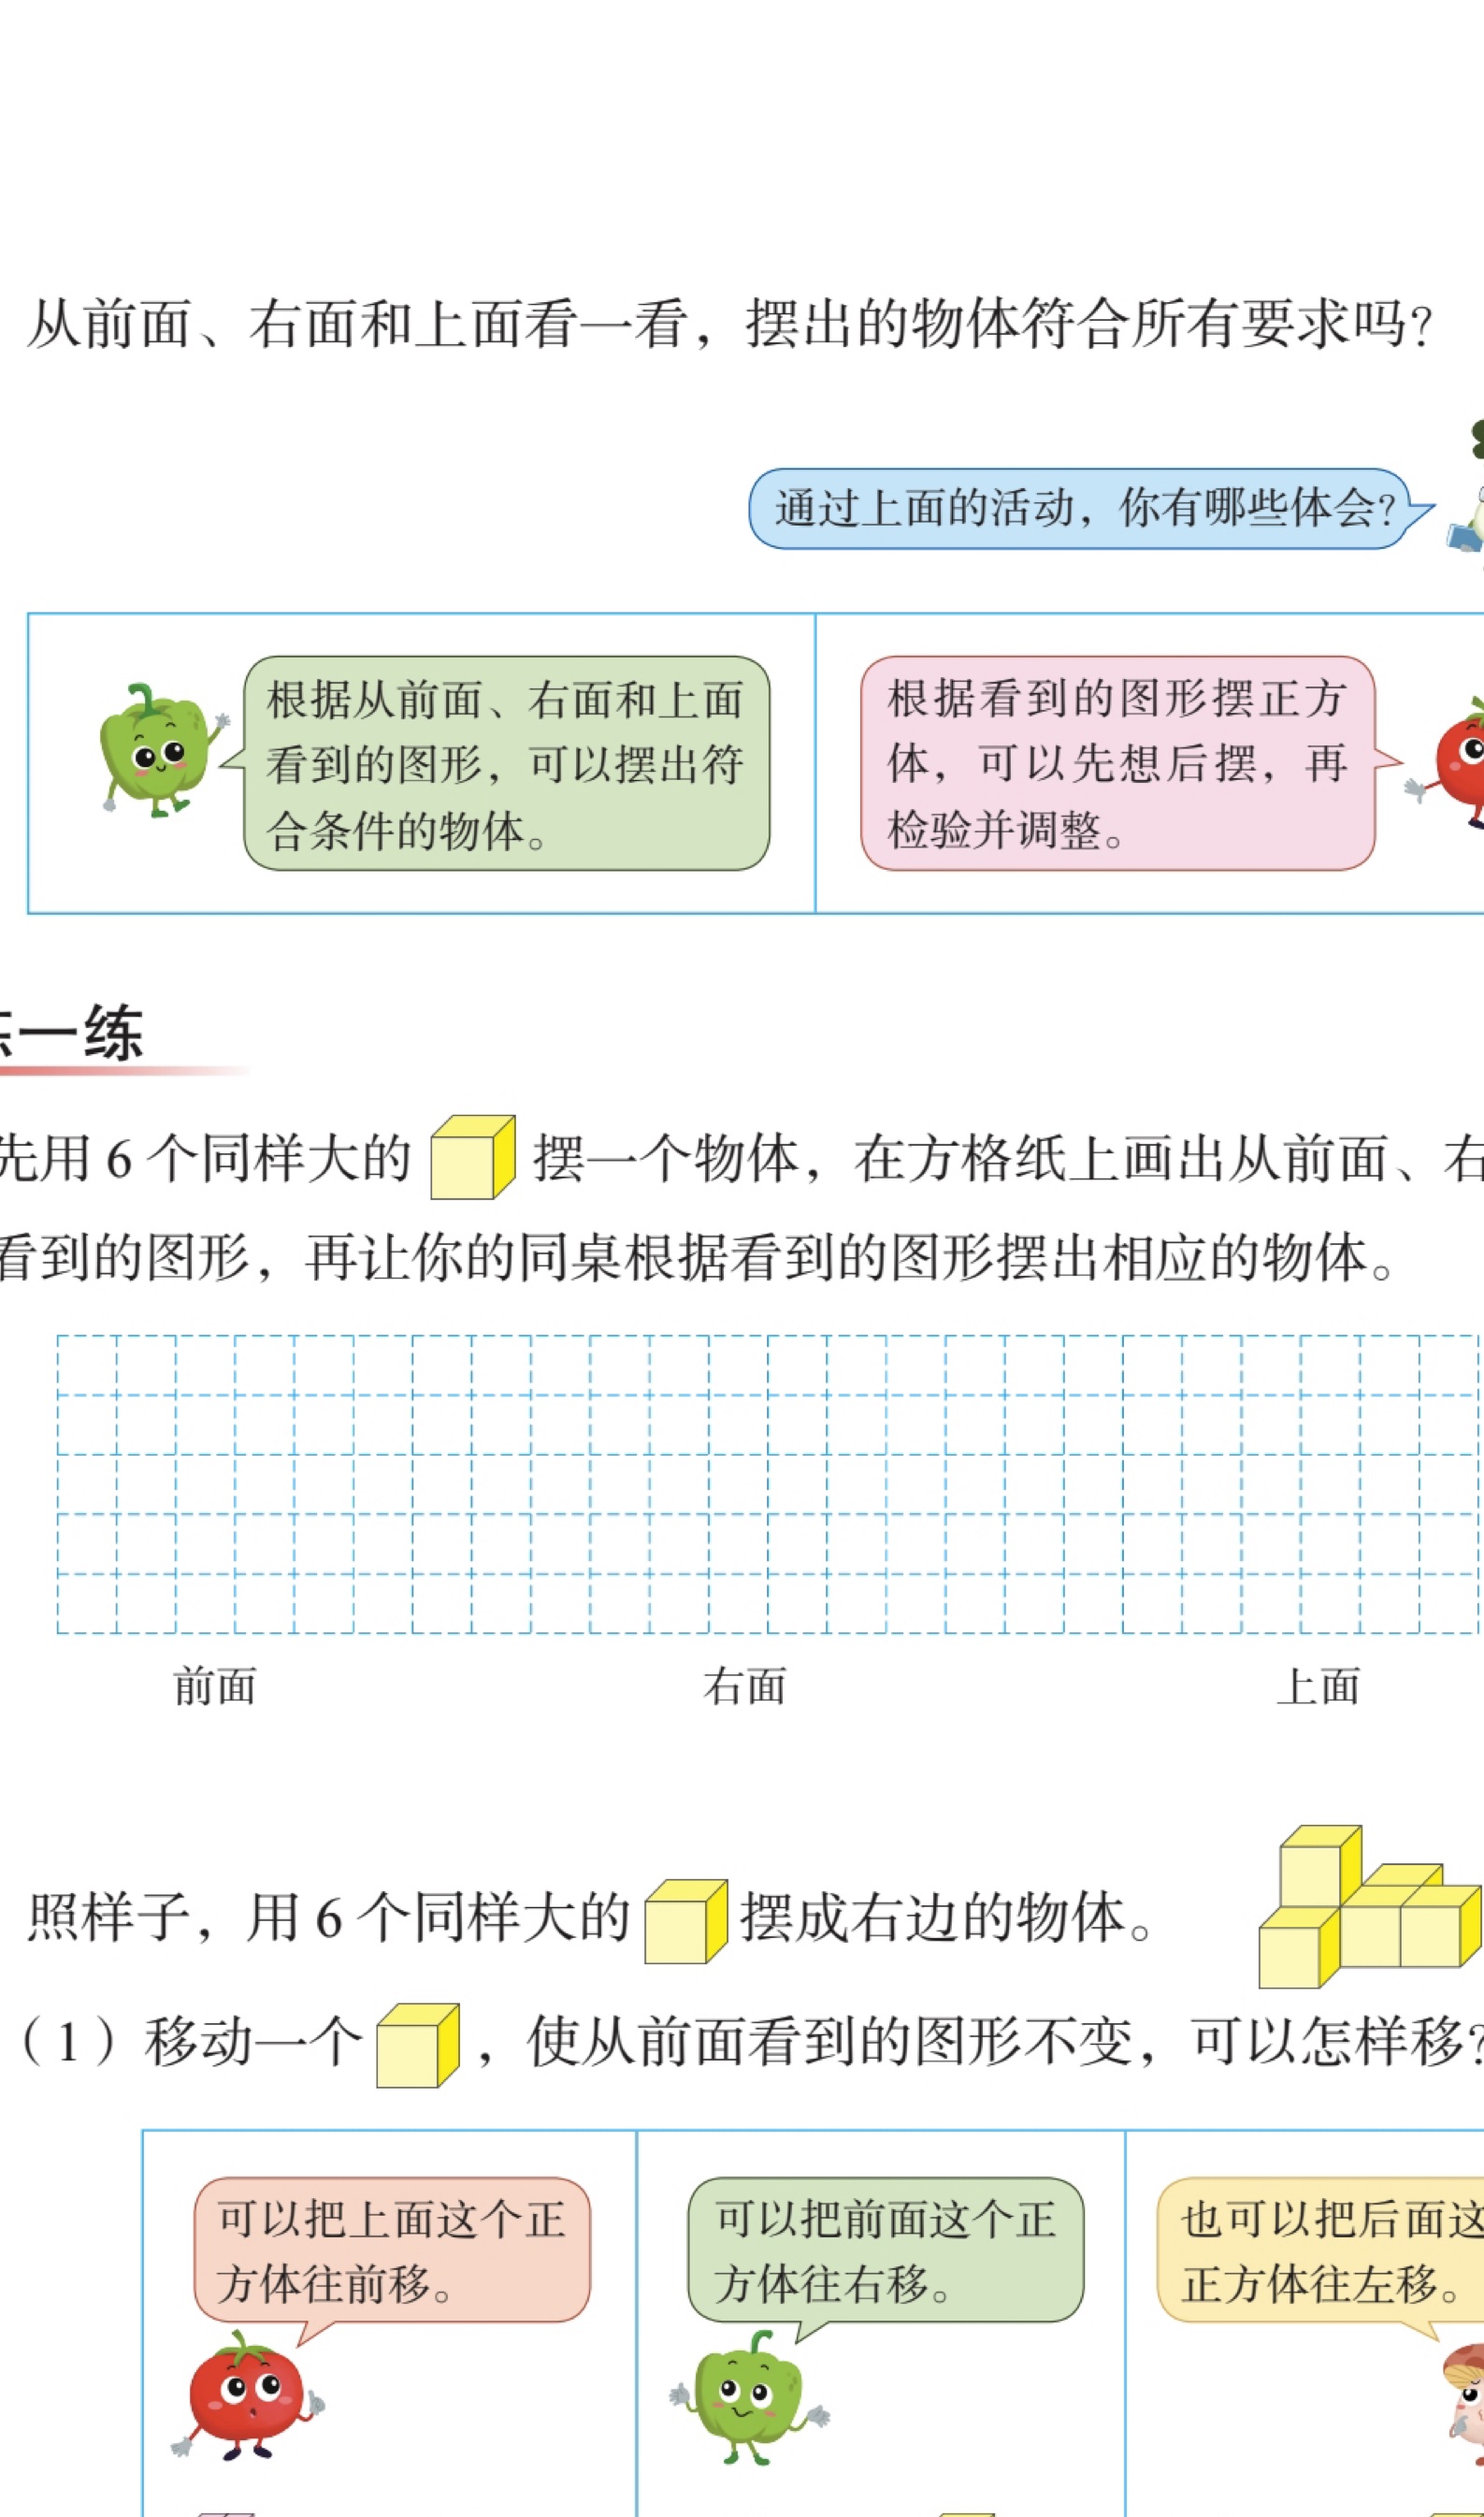 从前面、右面和上面看一看，摆出的物体符合所有要求吗？
通过上面的活动，你有哪些体会？
根据从前面、右面和上面
看到的图形，可以摆出符
合条件的物体。
根据看到的图形摆正方
体，可以先想后摆，再
检验并调整。
一练
先用 6 个同样大的 摆一个物体，在方格纸上画出从前面、右
看到的图形，再让你的同桌根据看到的图形摆出相应的物体。
前面 右面 上面
照样子，用 6 个同样大的 摆成右边的物体。
（1）移动一个 ，使从前面看到的图形不变，可以怎样移？
可以把上面这个正
方体往前移。
可以把前面这个正
方体往右移。
也可以把后面这
正方体往左移。